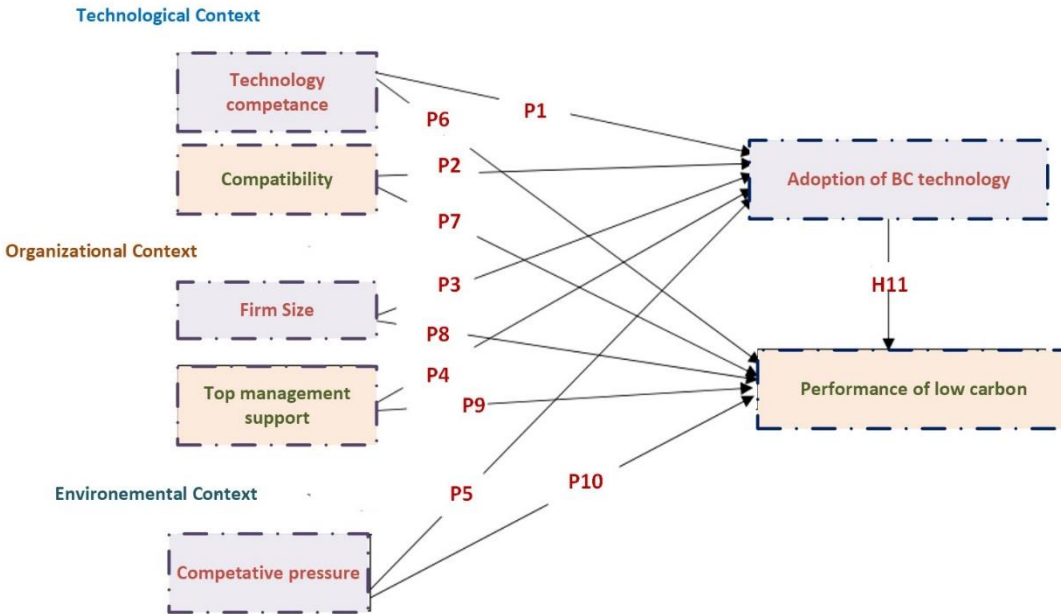 Technological Context
Technology
competance
P6
P1
Compatibility
P2
Adoption of BC technology
P7
Organizational Context
P3
H11
Firm Size
P8
Top management
support
P4
P9
Performance of low carbon
Environemental Context
P5
P10
Competative pressure